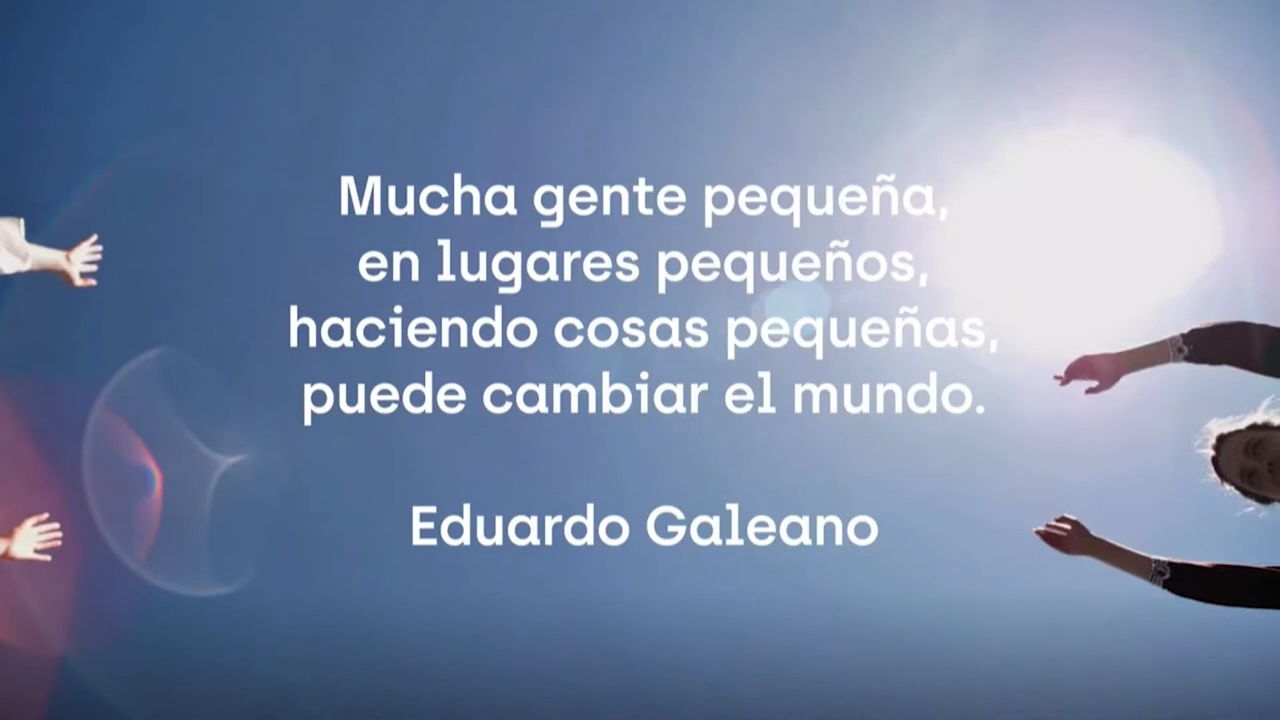 Mucha gente pequeña,
en lugares pequeños,
haciendo cosas pequeñas,
puede cambiar el mundo.
Eduardo Galeano